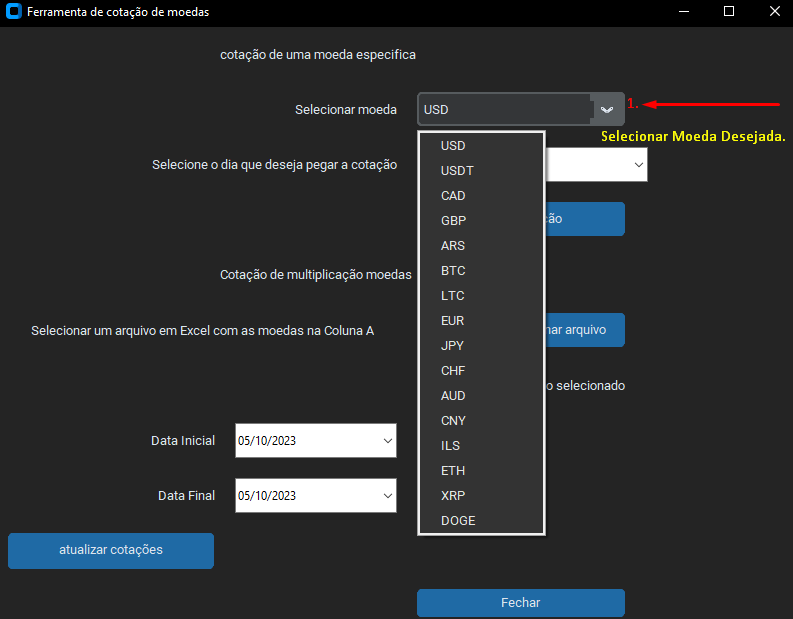 Ferramenta de cotação de moedas
cotação de uma moeda especifica
Selecionar moeda
USD
1.
Selecionar Moeda Desejada.
USD
USDT
CAD
GBP
ARS
BTC
LTC
EUR
JPY
CHF
AUD
CNY
ILS
ETH
XRP
DOGE
Selecione o dia que deseja pegar a cotação
ção
Cotação de multiplicação moedas
Selecionar um arquivo em Excel com as moedas na Coluna A
nar arquivo
o selecionado
Data Inicial
05/10/2023
Data Final
05/10/2023
atualizar cotações
Fechar